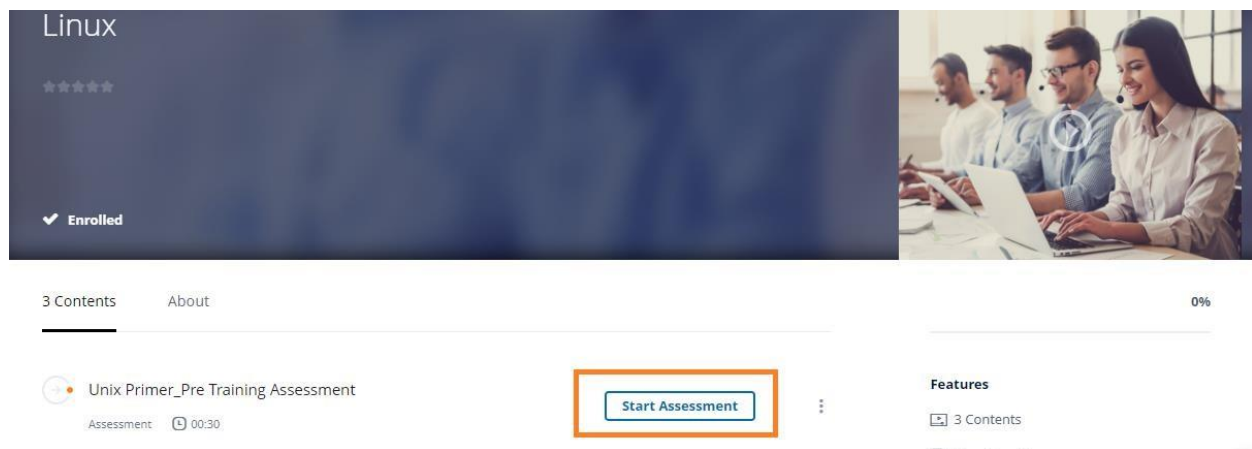 Linux
Enrolled
3 Contents About
0%
Unix Primer_Pre Training Assessment
Assessment 00:30
Start Assessment
Features
3 Contents